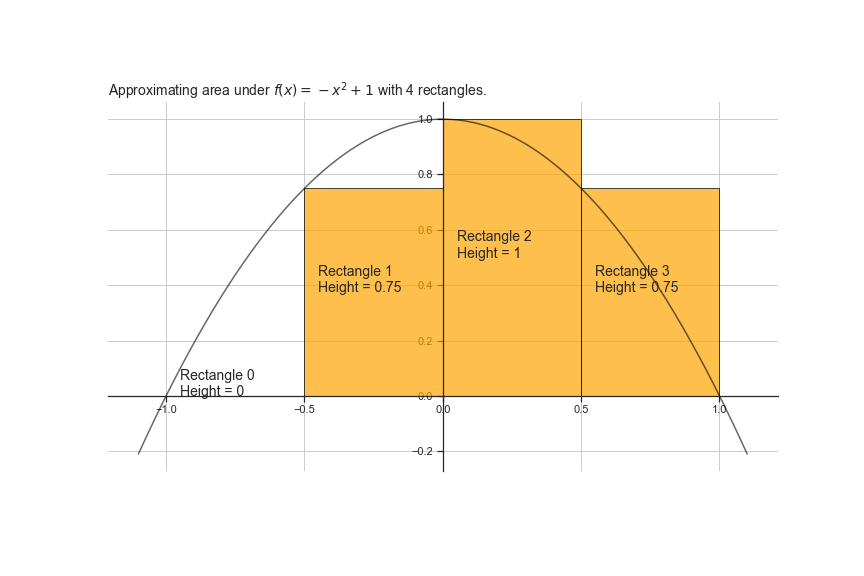 Approximating area under f(x) = −x² + 1 with 4 rectangles.
1.0
0.8
0.6
Rectangle 2
Height = 1
Rectangle 1
Height = 0.75
Rectangle 3
Height = 0.75
0.4
0.2
Rectangle 0
Height = 0
0.0
−1.0 −0.5 0.0 0.5 1.0
−0.2